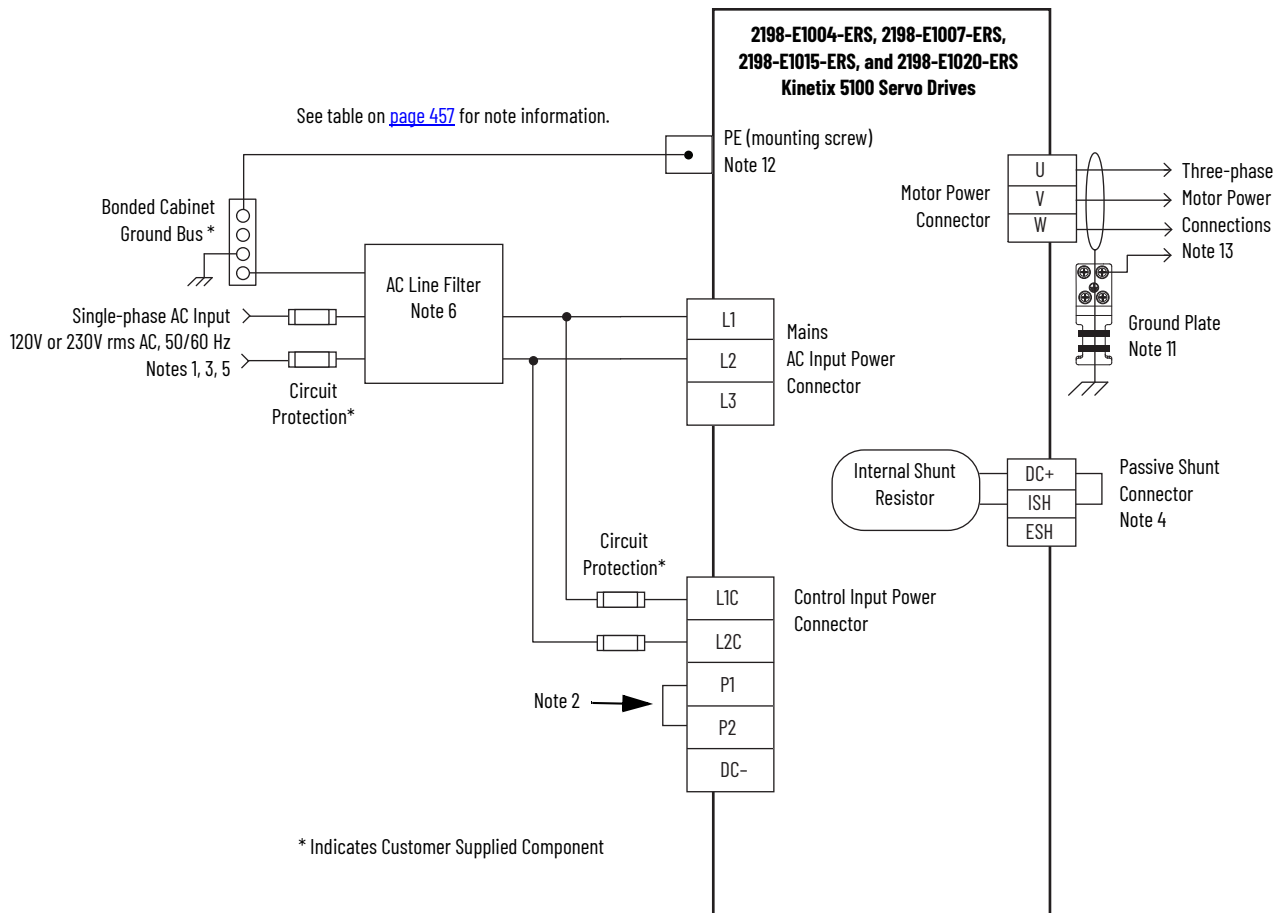 2198-E1004-ERS, 2198-E1007-ERS,
2198-E1015-ERS, and 2198-E1020-ERS
Kinetix 5100 Servo Drives
See table on page 457 for note information.
PE (mounting screw)
Note 12
Bonded Cabinet
Ground Bus *
AC Line Filter
Note 6
Single-phase AC Input
120V or 230V rms AC, 50/60 Hz
Notes 1, 3, 5
Circuit
Protection*
L1
L2
L3
Mains
AC Input Power
Connector
Motor Power
Connector
U
V
W
Three-phase
Motor Power
Connections
Note 13
Ground Plate
Note 11
Internal Shunt
Resistor
DC+
ISH
ESH
Passive Shunt
Connector
Note 4
Circuit
Protection*
L1C
L2C
P1
P2
DC–
Control Input Power
Connector
Note 2
* Indicates Customer Supplied Component